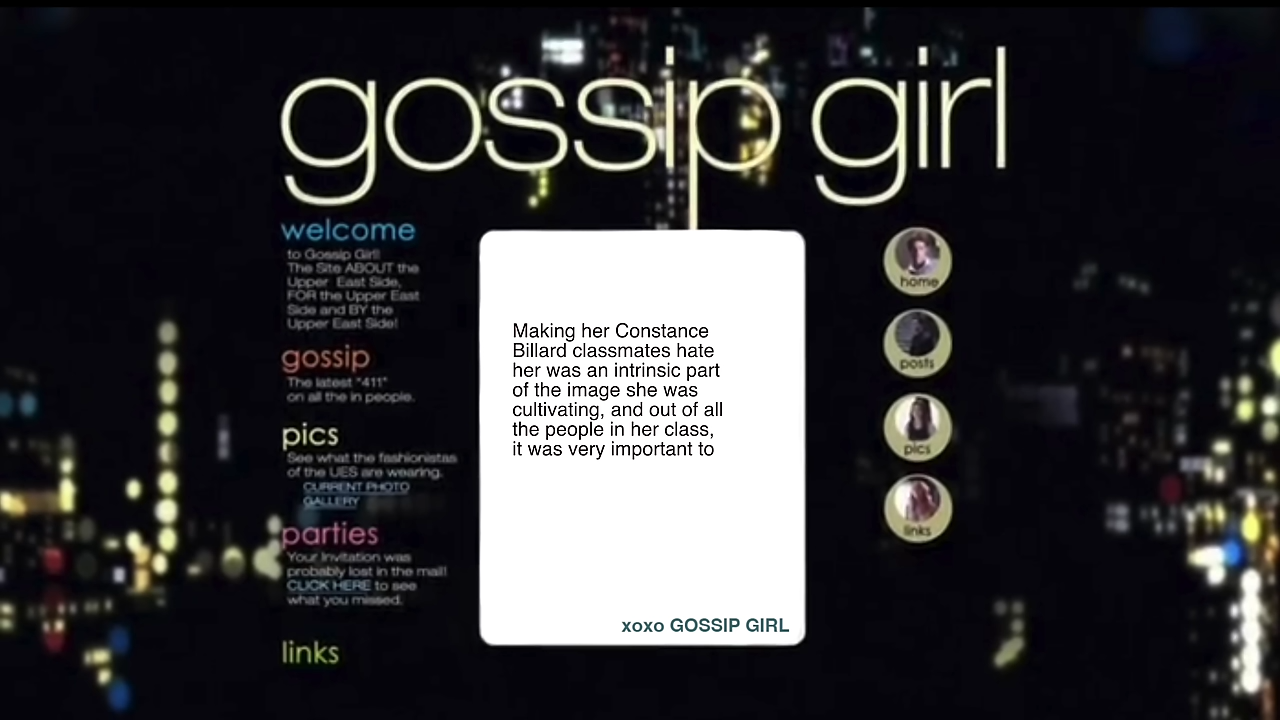 gossip girl
welcome
to Gossip Girl!
The Site ABOUT the
Upper East Side,
FOR the Upper East
Side and BY the
Upper East Side!
gossip
The latest "411"
on all the in people.
pics
See what the fashionistas
of the UES are wearing.
CURRENT PHOTO
GALLERY
parties
Your Invitation was
probably lost in the mail!
CLICK HERE to see
what you missed.
links
Making her Constance
Billard classmates hate
her was an intrinsic part
of the image she was
cultivating, and out of all
the people in her class,
it was very important to
xoxo GOSSIP GIRL
home
posts
pics
links